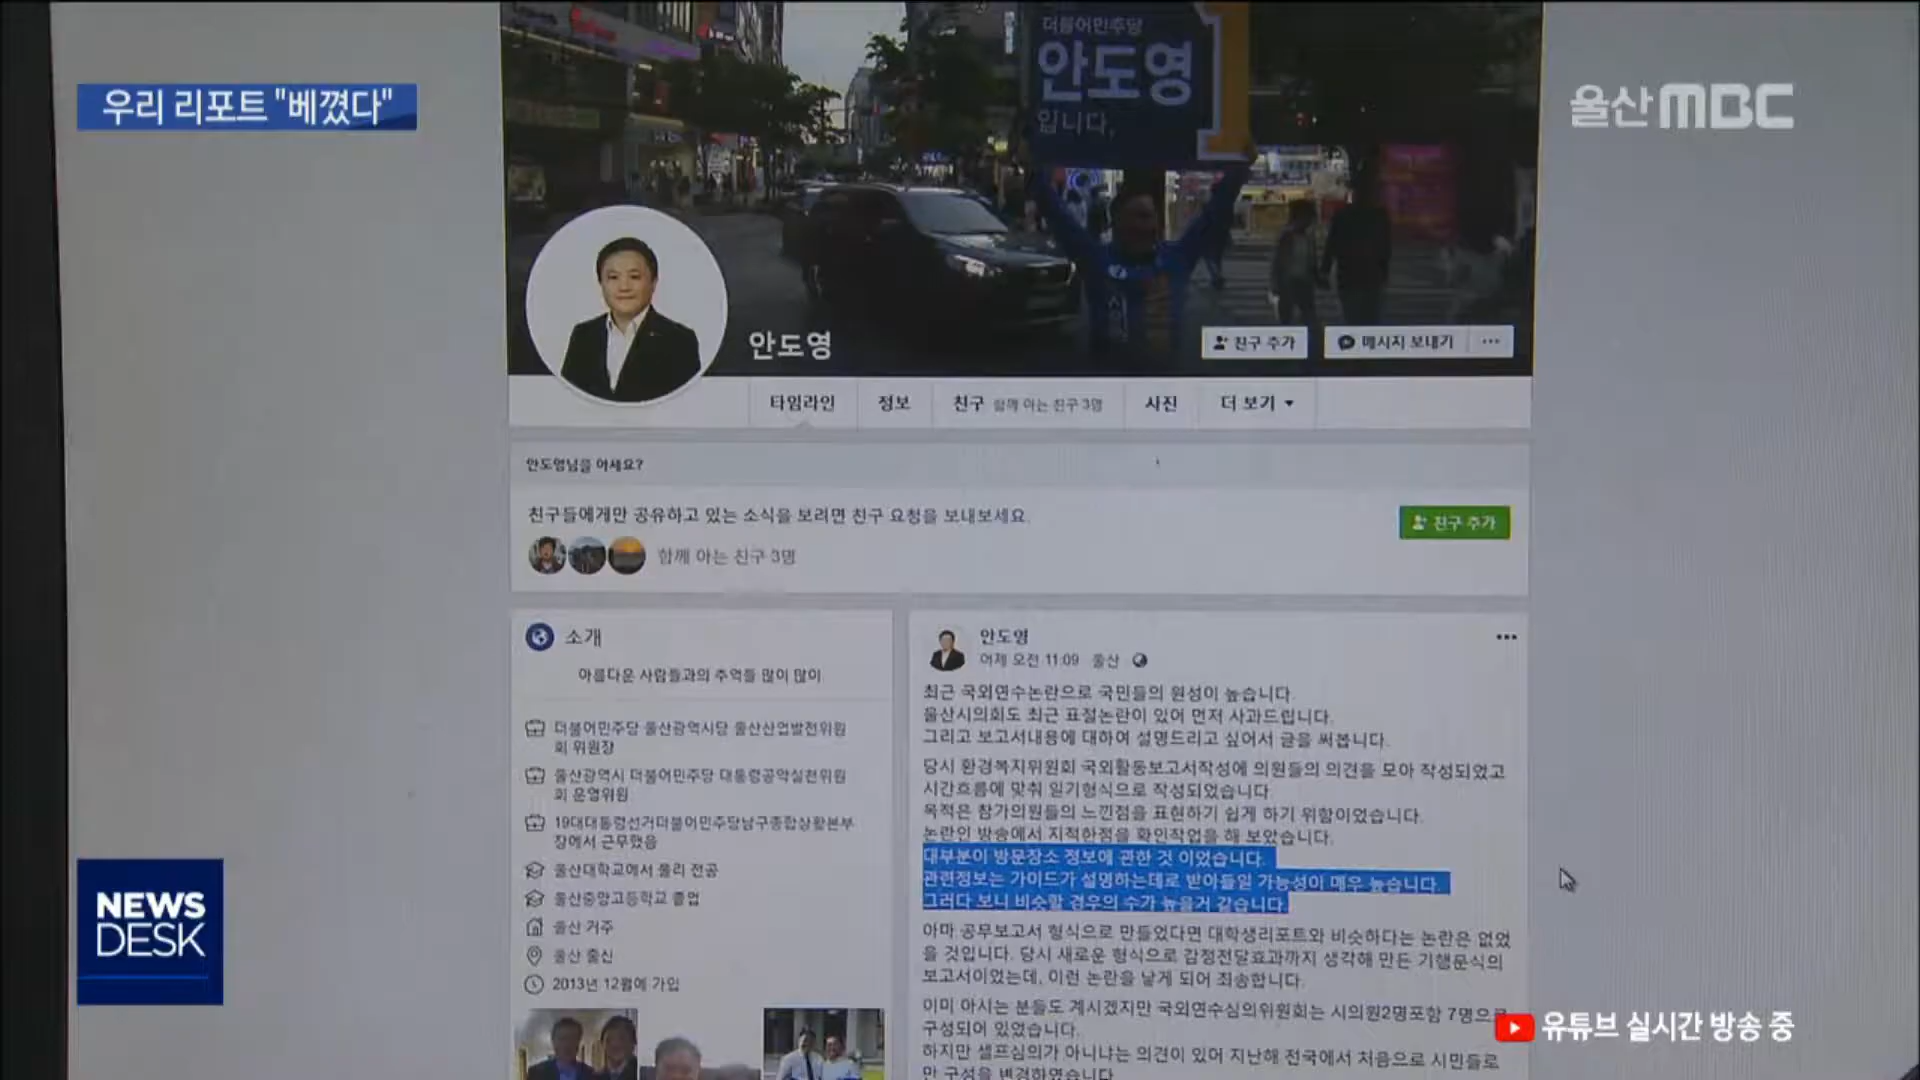 우리 리포트 "베꼈다"
울산MBC
더불어민주당
안도영
입니다.
안도영
친구 추가
메시지 보내기
타임라인
정보
친구 함께 아는 친구 3명
사진
더 보기
안도영님을 아세요?
친구들에게만 공유하고 있는 소식을 보려면 친구 요청을 보내보세요.
친구 추가
함께 아는 친구 3명
소개
아름다운 사람들과의 추억들 많이 많이
더불어민주당 울산광역시당 울산산업발전위원
회 위원장
울산광역시 더불어민주당 대통령공약실천위원
회 운영위원
19대대통령선거더불어민주당남구종합상황본부
장에서 근무했음
울산대학교에서 물리 전공
울산중앙고등학교 졸업
울산 거주
울산 출신
2013년 12월에 가입
안도영
어제 오전 11:09 울산
최근 국외연수논란으로 국민들의 원성이 높습니다.
울산시의회도 최근 표절논란이 있어 먼저 사과드립니다.
그리고 보고서내용에 대하여 설명드리고 싶어서 글을 써봅니다.
당시 환경복지위원회 국외활동보고서작성에 의원들의 의견을 모아 작성되었고
시간흐름에 맞춰 일기형식으로 작성되었습니다.
목적은 참가의원들의 느낀점을 표현하기 쉽게 하기 위함이었습니다.
논란인 방송에서 지적한점을 확인작업을 해 보았습니다.
대부분이 방문장소 정보에 관한 것 이었습니다.
관련정보는 가이드가 설명하는데로 받아들일 가능성이 매우 높습니다.
그러다 보니 비슷할 경우의 수가 높을거 같습니다.
아마 공무보고서 형식으로 만들었다면 대학생리포트와 비슷하다는 논란은 없었
을 것입니다. 당시 새로운 형식으로 감정전달효과까지 생각해 만든 기행문식의
보고서이었는데, 이런 논란을 낳게 되어 죄송합니다.
이미 아시는 분들도 계시겠지만 국외연수심의위원회는 시의원2명포함 7명으로
구성되어 있었습니다.
하지만 셀프심의가 아니냐는 의견이 있어 지난해 전국에서 처음으로 시민들로
만 구성을 변경하였습니다.
NEWS
DESK
유튜브 실시간 방송 중